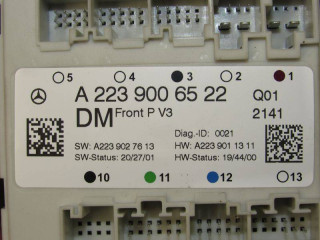 5 4 3 2 1
A 223 900 65 22 Q01
DM Front P V3 2141
Diag.-ID: 0021
SW: A223 902 76 13 HW: A223 901 13 11
SW-Status: 20/27/01 HW-Status: 19/44/00
10 11 12 13